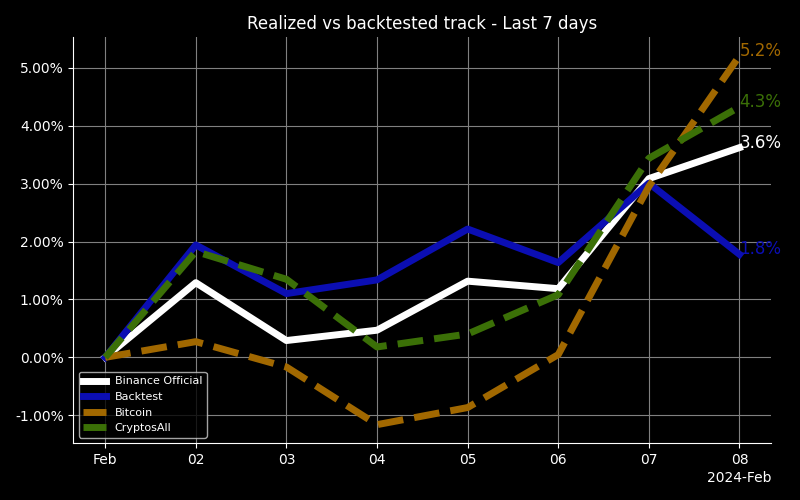 Realized vs backtested track - Last 7 days
5.00%
4.00%
3.00%
2.00%
1.00%
0.00%
-1.00%
5.2%
4.3%
3.6%
1.8%
Binance Official
Backtest
Bitcoin
CryptosAll
Feb 02 03 04 05 06 07 08
2024-Feb